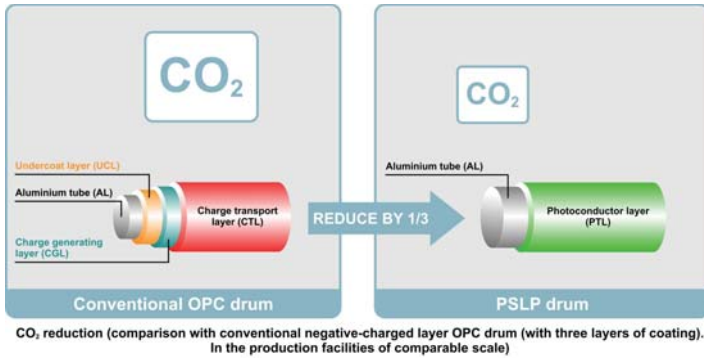 CO₂
Undercoat layer (UCL)
Aluminium tube (AL)
Charge generating
layer (CGL)
Charge transport
layer (CTL)
Conventional OPC drum
REDUCE BY 1/3
CO₂
Aluminium tube (AL)
Photoconductor layer
(PTL)
PSLP drum
CO₂ reduction (comparison with conventional negative-charged layer OPC drum (with three layers of coating).
In the production facilities of comparable scale)